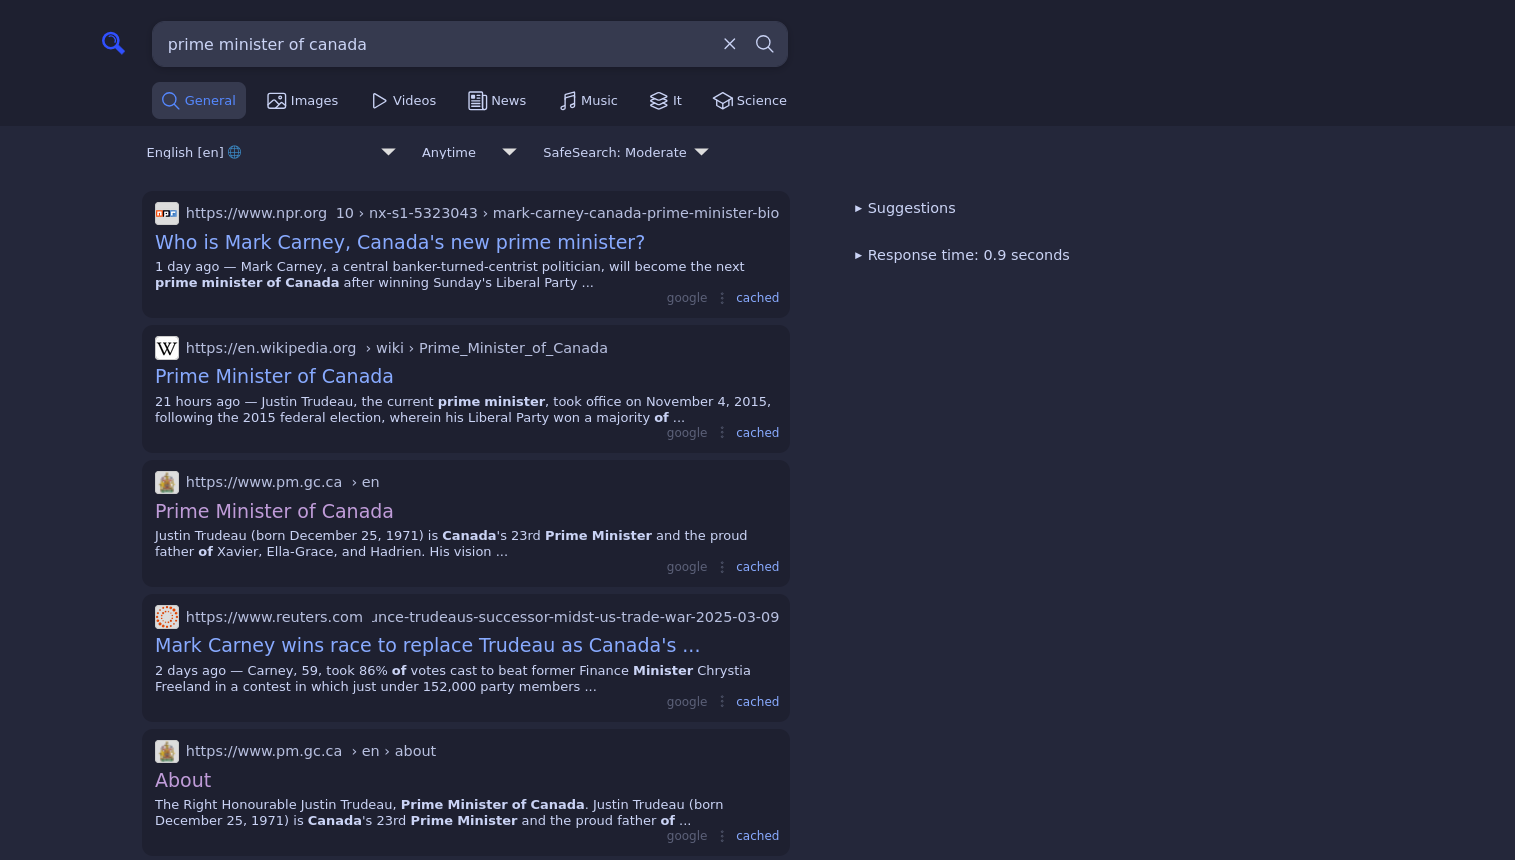 prime minister of canada
General Images Videos News Music It Science
English [en] Anytime SafeSearch: Moderate
npr https://www.npr.org 10 › nx-s1-5323043 › mark-carney-canada-prime-minister-bio
Who is Mark Carney, Canada's new prime minister?
1 day ago — Mark Carney, a central banker-turned-centrist politician, will become the next
prime minister of Canada after winning Sunday's Liberal Party ...
google ⋮ cached
W https://en.wikipedia.org › wiki › Prime_Minister_of_Canada
Prime Minister of Canada
21 hours ago — Justin Trudeau, the current prime minister, took office on November 4, 2015,
following the 2015 federal election, wherein his Liberal Party won a majority of ...
google ⋮ cached
https://www.pm.gc.ca › en
Prime Minister of Canada
Justin Trudeau (born December 25, 1971) is Canada's 23rd Prime Minister and the proud
father of Xavier, Ella-Grace, and Hadrien. His vision ...
google ⋮ cached
https://www.reuters.com unce-trudeaus-successor-midst-us-trade-war-2025-03-09
Mark Carney wins race to replace Trudeau as Canada's ...
2 days ago — Carney, 59, took 86% of votes cast to beat former Finance Minister Chrystia
Freeland in a contest in which just under 152,000 party members ...
google ⋮ cached
https://www.pm.gc.ca › en › about
About
The Right Honourable Justin Trudeau, Prime Minister of Canada. Justin Trudeau (born
December 25, 1971) is Canada's 23rd Prime Minister and the proud father of ...
google ⋮ cached
▸ Suggestions
▸ Response time: 0.9 seconds